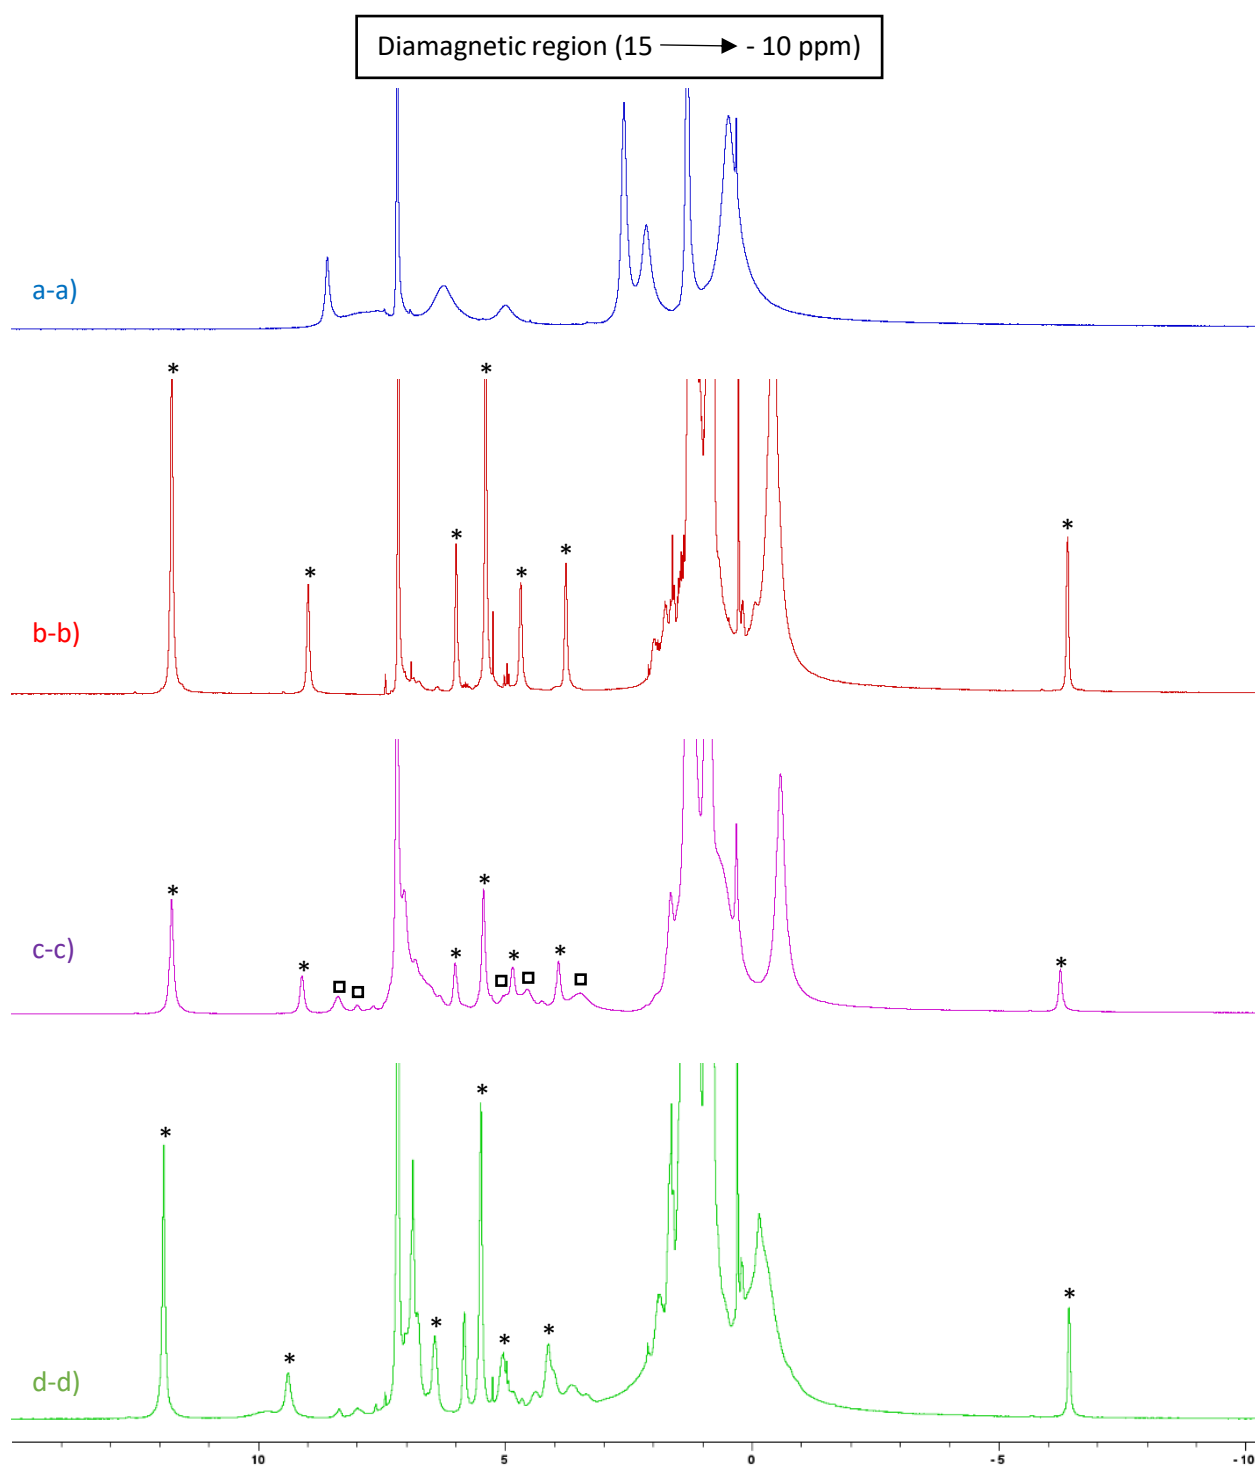 Diamagnetic region (15 ⟶ - 10 ppm)
a-a)
* *
b-b)
* * * * *
* *
c-c)
* * * * * *
*
d-d)
* *
* * * *
*
10 5 0 -5 -10